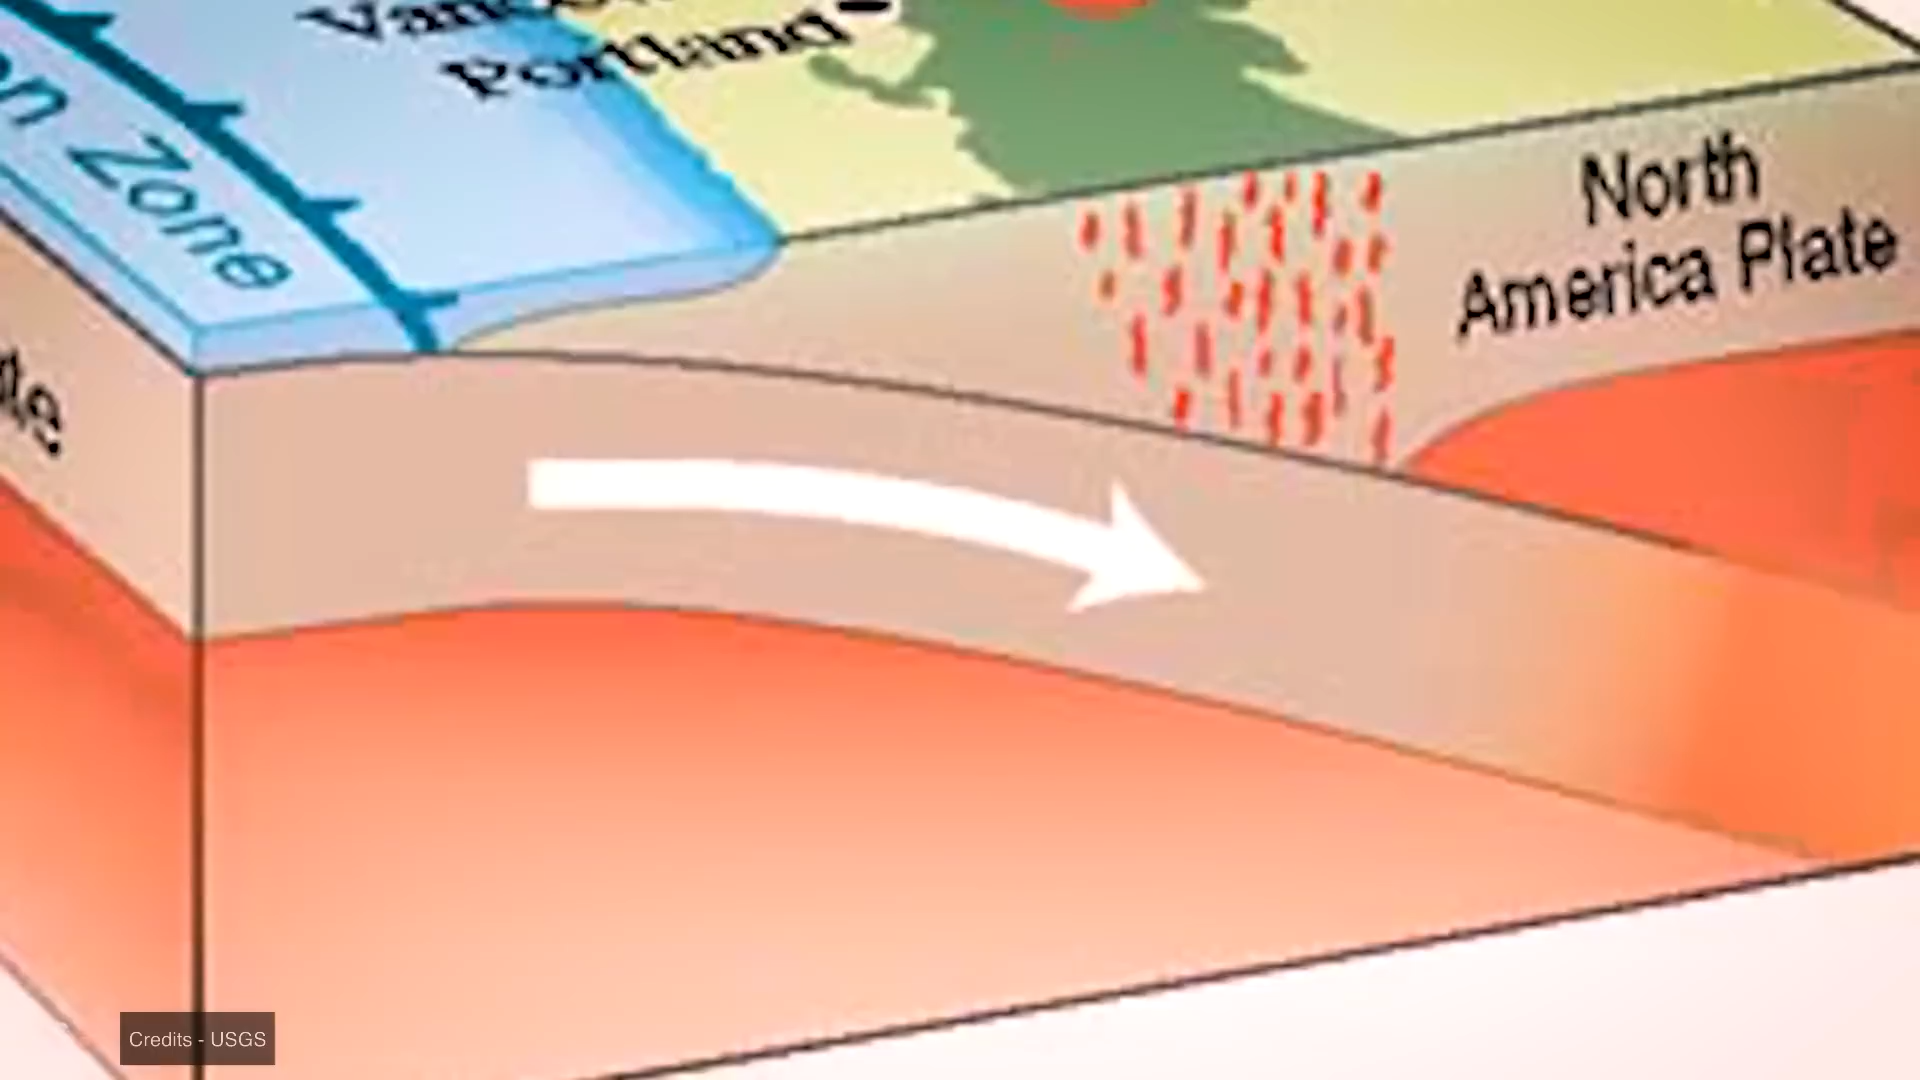 Portland
Zone
North
America Plate
Credits - USGS